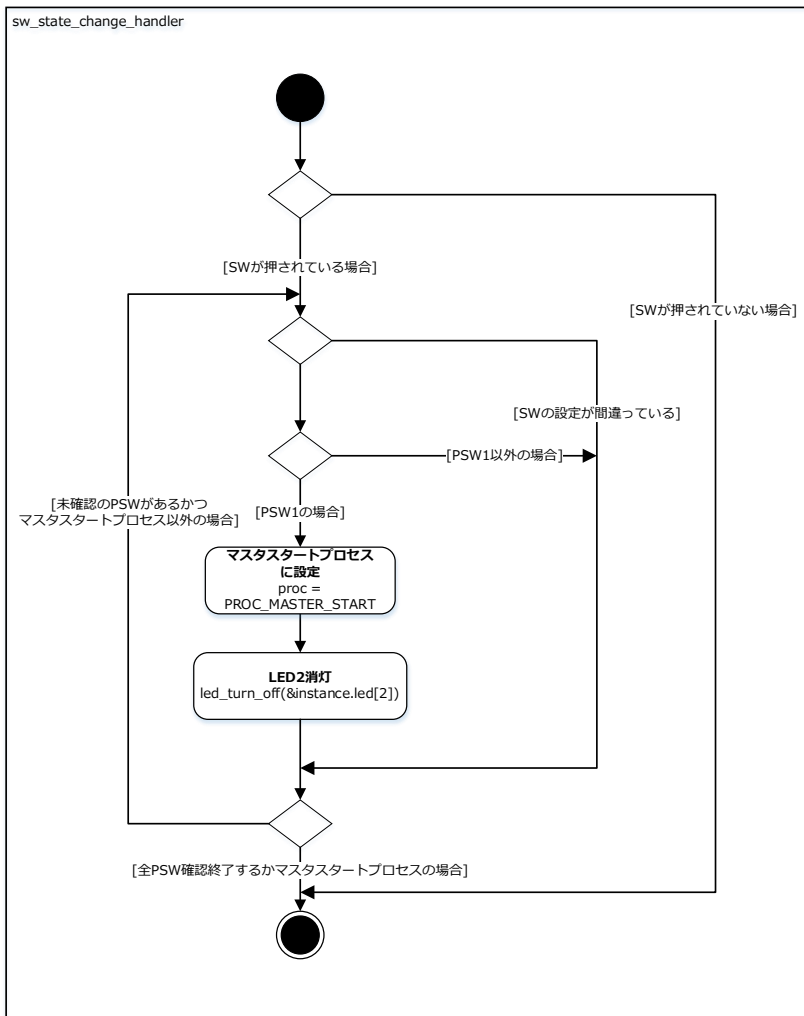 sw_state_change_handler
[SWが押されている場合]
[SWが押されていない場合]
[SWの設定が間違っている]
[PSW1以外の場合]
[未確認のPSWがあるかつ
マスタスタートプロセス以外の場合]
[PSW1の場合]
マスタスタートプロセス
に設定
proc =
PROC_MASTER_START
LED2消灯
led_turn_off(&instance.led[2])
[全PSW確認終了するかマスタスタートプロセスの場合]